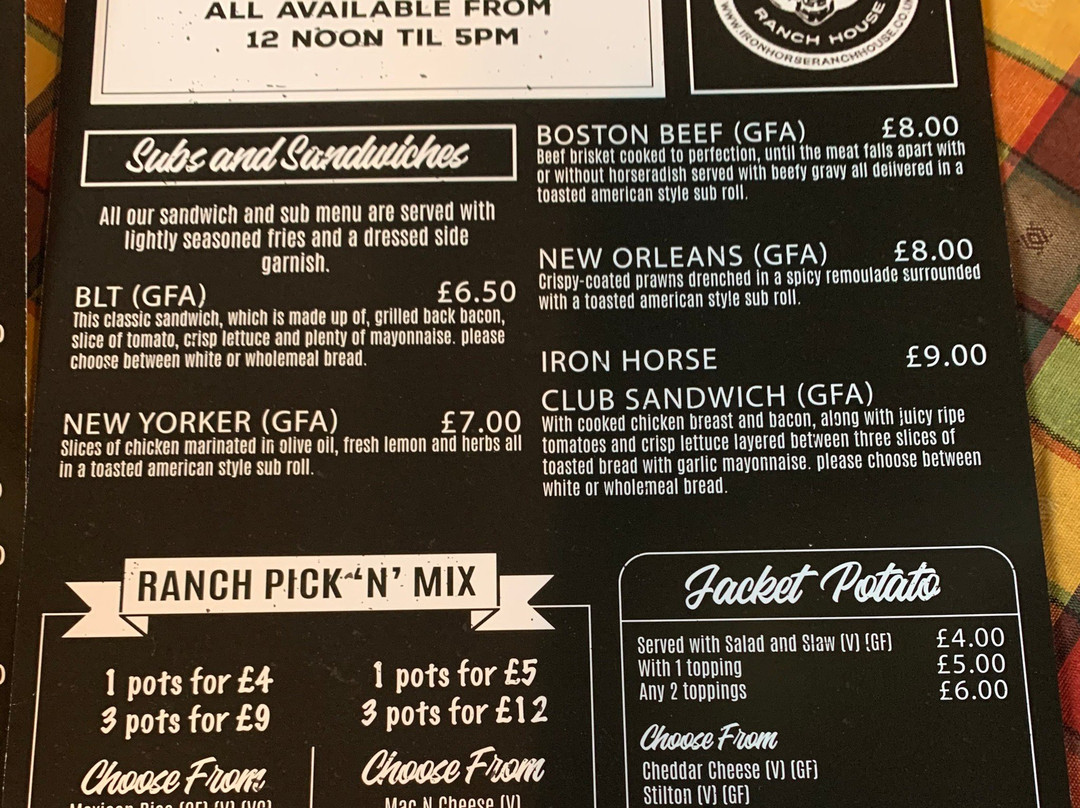 ALL AVAILABLE FROM
12 NOON TIL 5PM
RANCH HOUSE
WWW.IRONHORSERANCHHOUSE.CO.UK
Subs and Sandwiches
All our sandwich and sub menu are served with
lightly seasoned fries and a dressed side
garnish.
BLT (GFA) £6.50
This classic sandwich, which is made up of, grilled back bacon,
slice of tomato, crisp lettuce and plenty of mayonnaise. please
choose between white or wholemeal bread.
NEW YORKER (GFA) £7.00
Slices of chicken marinated in olive oil, fresh lemon and herbs all
in a toasted american style sub roll.
BOSTON BEEF (GFA) £8.00
Beef brisket cooked to perfection, until the meat falls apart with
or without horseradish served with beefy gravy all delivered in a
toasted american style sub roll.
NEW ORLEANS (GFA) £8.00
Crispy-coated prawns drenched in a spicy remoulade surrounded
with a toasted american style sub roll.
IRON HORSE £9.00
CLUB SANDWICH (GFA)
With cooked chicken breast and bacon, along with juicy ripe
tomatoes and crisp lettuce layered between three slices of
toasted bread with garlic mayonnaise. please choose between
white or wholemeal bread.
RANCH PICK 'N' MIX
1 pots for £4
3 pots for £9
Choose From
Mexican Rice (GF) (V) (VG)
1 pots for £5
3 pots for £12
Choose From
Mac N Cheese (V)
Jacket Potato
Served with Salad and Slaw (V) (GF) £4.00
With 1 topping £5.00
Any 2 toppings £6.00
Choose From
Cheddar Cheese (V) (GF)
Stilton (V) (GF)